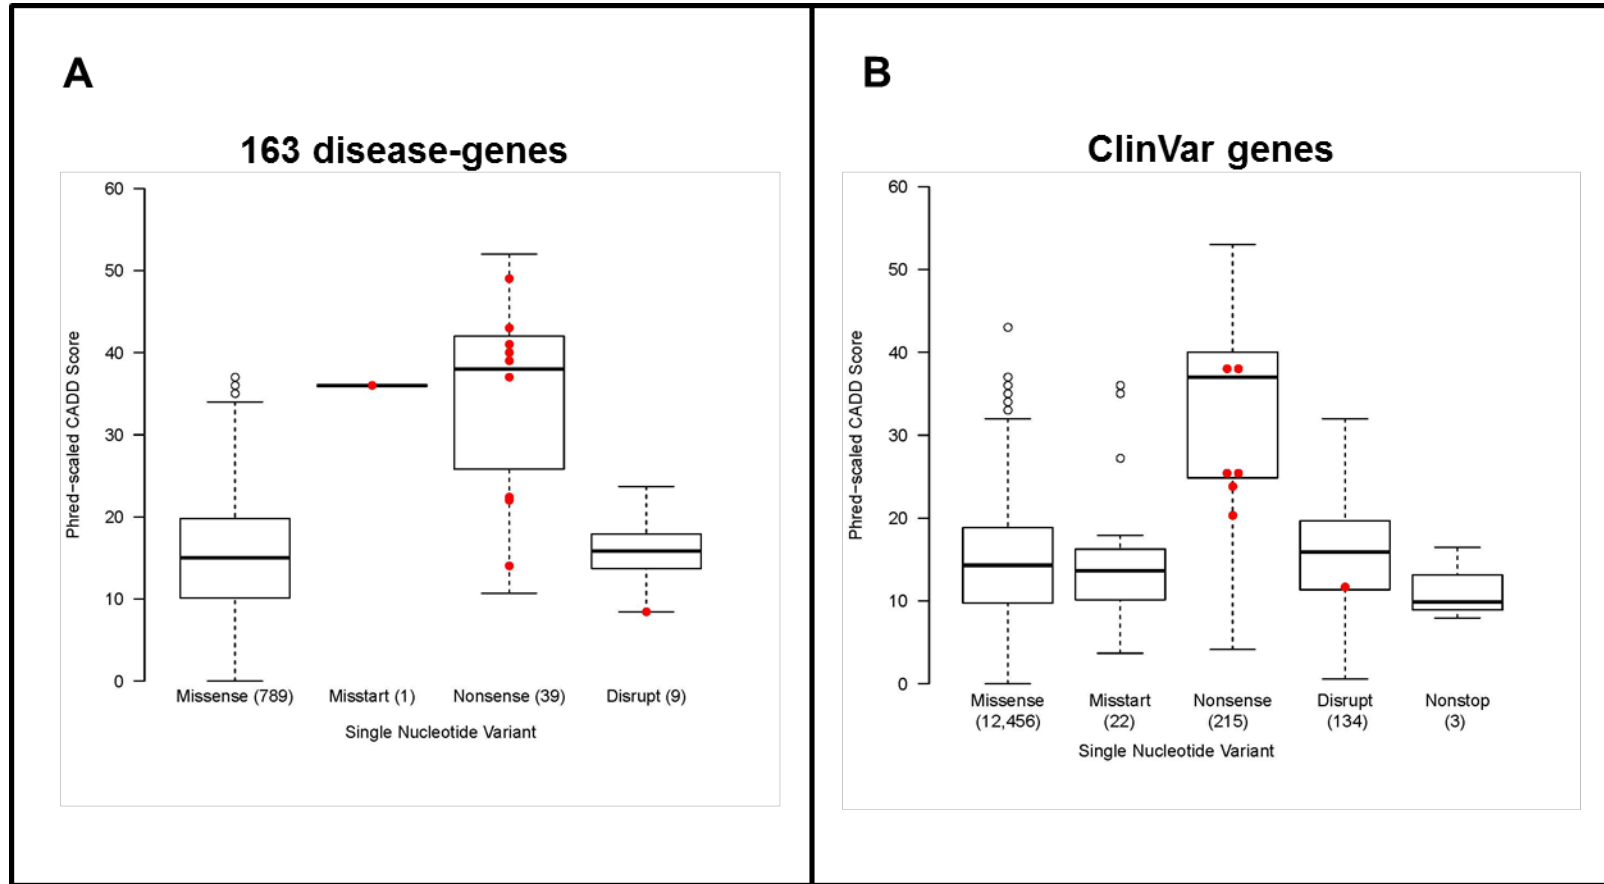 A
163 disease-genes
60
50
40
30
20
10
0
Phred-scaled CADD Score
Missense (789) Misstart (1) Nonsense (39) Disrupt (9)
Single Nucleotide Variant
B
ClinVar genes
60
50
40
30
20
10
0
Phred-scaled CADD Score
Missense Misstart Nonsense Disrupt Nonstop
(12,456) (22) (215) (134) (3)
Single Nucleotide Variant